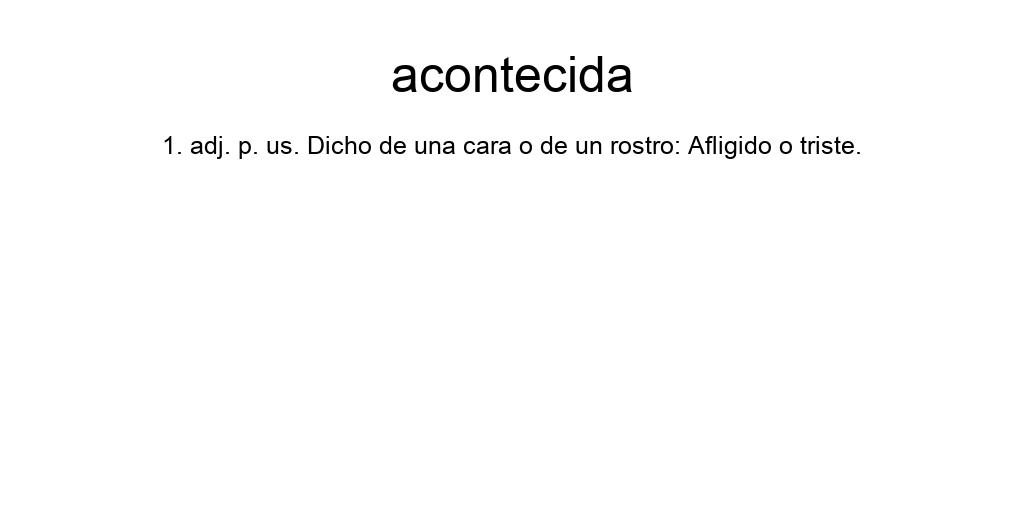 acontecida
1. adj. p. us. Dicho de una cara o de un rostro: Afligido o triste.